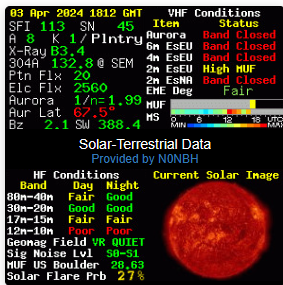 03 Apr 2024 1812 GMT
SFI 113 SN 45
A 8 K 1/Plntry
X-Ray B3.4
304A 132.8 @ SEM
Ptn Flx 20
Elc Flx 2560
Aurora 1/n=1.99
Aur Lat 67.5°
Bz 2.1 SW 388.4
VHF Conditions
Item Status
Aurora Band Closed
6m EsEU Band Closed
4m EsEU Band Closed
2m EsEU High MUF
2m EsNA Band Closed
EME Deg Fair
MUF
MS 0 6 12 18 UTC
MIN MAX
Solar-Terrestrial Data
Provided by N0NBH
HF Conditions
Band Day Night
80m-40m Fair Good
30m-20m Good Good
17m-15m Fair Fair
12m-10m Poor Poor
Geomag Field VR QUIET
Sig Noise Lvl S0-S1
MUF US Boulder 28.63
Solar Flare Prb 27%
Current Solar Image